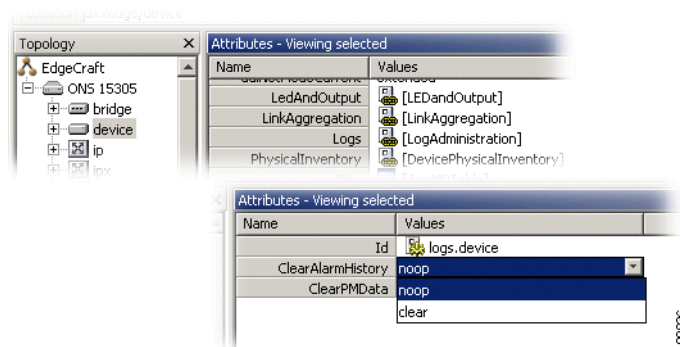 Topology
Attributes - Viewing selected
EdgeCraft
Name Values
ONS 15305
LedAndOutput [LEDandOutput]
bridge
LinkAggregation [LinkAggregation]
device
Logs [LogAdministration]
ip
PhysicalInventory [DevicePhysicalInventory]
ipx
Attributes - Viewing selected
Name Values
Id logs.device
ClearAlarmHistory noop
ClearPMData noop
clear